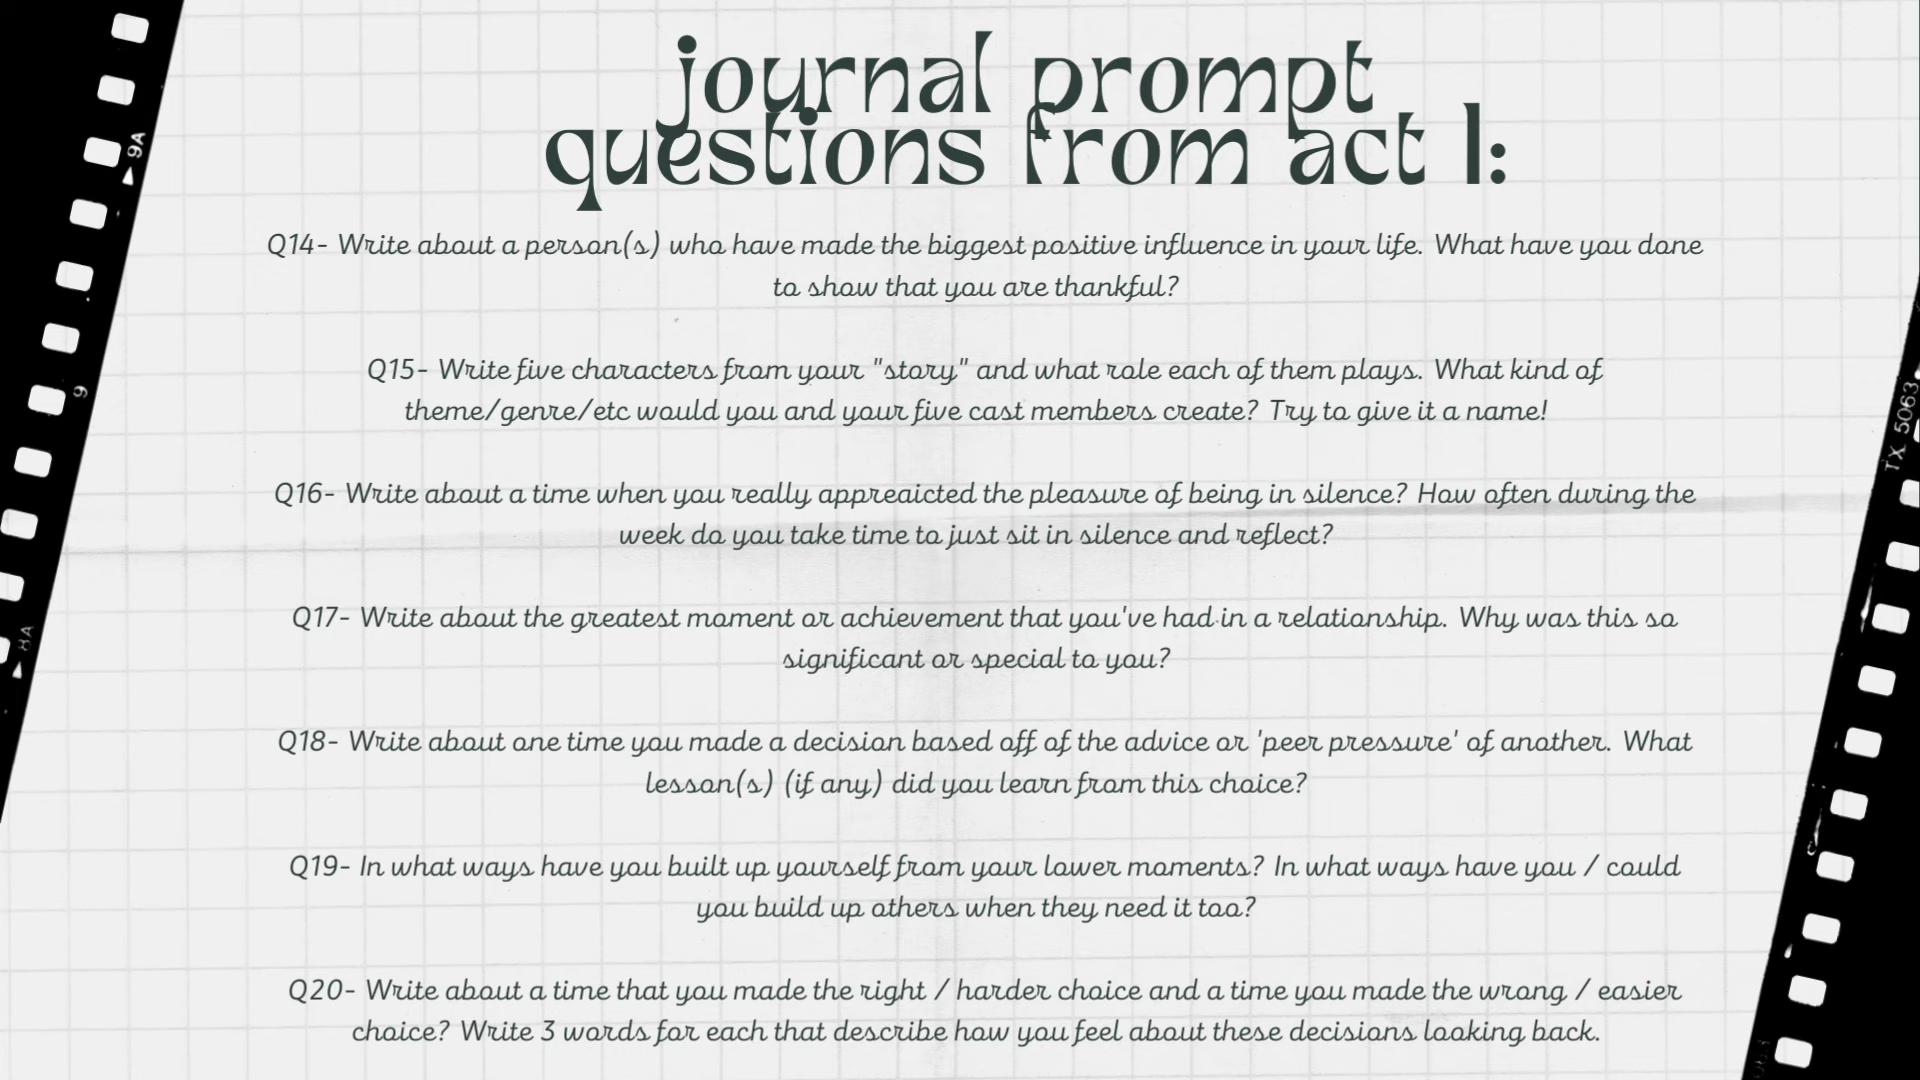 journal prompt
questions from act 1:
Q14- Write about a person(s) who have made the biggest positive influence in your life. What have you done
to show that you are thankful?
Q15- Write five characters from your "story" and what role each of them plays. What kind of
theme/genre/etc would you and your five cast members create? Try to give it a name!
Q16- Write about a time when you really appreaicted the pleasure of being in silence? How often during the
week do you take time to just sit in silence and reflect?
Q17- Write about the greatest moment or achievement that you've had in a relationship. Why was this so
significant or special to you?
Q18- Write about one time you made a decision based off of the advice or 'peer pressure' of another. What
lesson(s) (if any) did you learn from this choice?
Q19- In what ways have you built up yourself from your lower moments? In what ways have you / could
you build up others when they need it too?
Q20- Write about a time that you made the right / harder choice and a time you made the wrong / easier
choice? Write 3 words for each that describe how you feel about these decisions looking back.
9A
9
8A
TX 5063